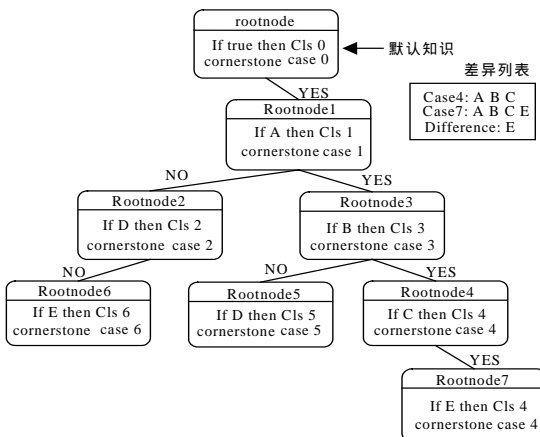 rootnode
If true then Cls 0
cornerstone case 0
默认知识
差异列表
Case4: A B C
Case7: A B C E
Difference: E
YES
Rootnode1
If A then Cls 1
cornerstone case 1
NO
YES
Rootnode2
If D then Cls 2
cornerstone case 2
Rootnode3
If B then Cls 3
cornerstone case 3
NO
NO
YES
Rootnode6
If E then Cls 6
cornerstone case 6
Rootnode5
If D then Cls 5
cornerstone case 5
Rootnode4
If C then Cls 4
cornerstone case 4
YES
Rootnode7
If E then Cls 4
cornerstone case 4